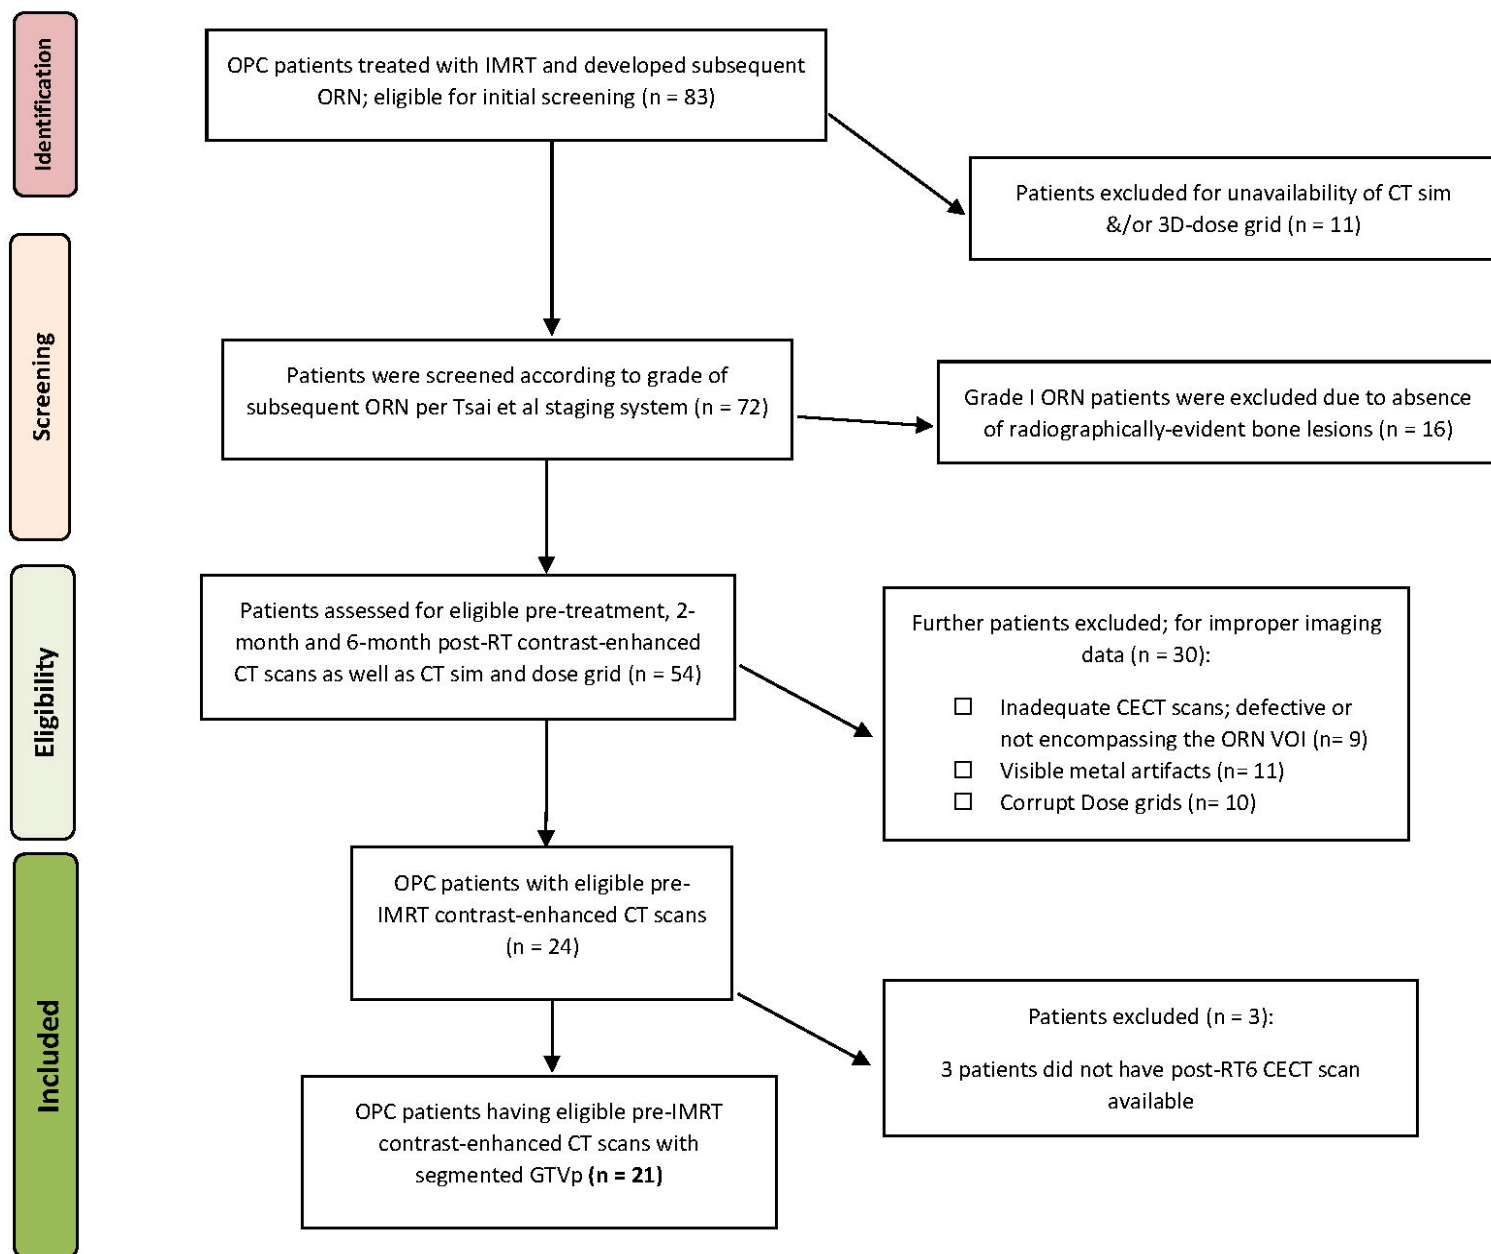 Identification
OPC patients treated with IMRT and developed subsequent
ORN; eligible for initial screening (n = 83)
Patients excluded for unavailability of CT sim
&/or 3D-dose grid (n = 11)
Screening
Patients were screened according to grade of
subsequent ORN per Tsai et al staging system (n = 72)
Grade I ORN patients were excluded due to absence
of radiographically-evident bone lesions (n = 16)
Eligibility
Patients assessed for eligible pre-treatment, 2-
month and 6-month post-RT contrast-enhanced
CT scans as well as CT sim and dose grid (n = 54)
Further patients excluded; for improper imaging
data (n = 30):
Inadequate CECT scans; defective or
not encompassing the ORN VOI (n= 9)
Visible metal artifacts (n= 11)
Corrupt Dose grids (n= 10)
Included
OPC patients with eligible pre-
IMRT contrast-enhanced CT scans
(n = 24)
Patients excluded (n = 3):
3 patients did not have post-RT6 CECT scan
available
OPC patients having eligible pre-IMRT
contrast-enhanced CT scans with
segmented GTVp (n = 21)